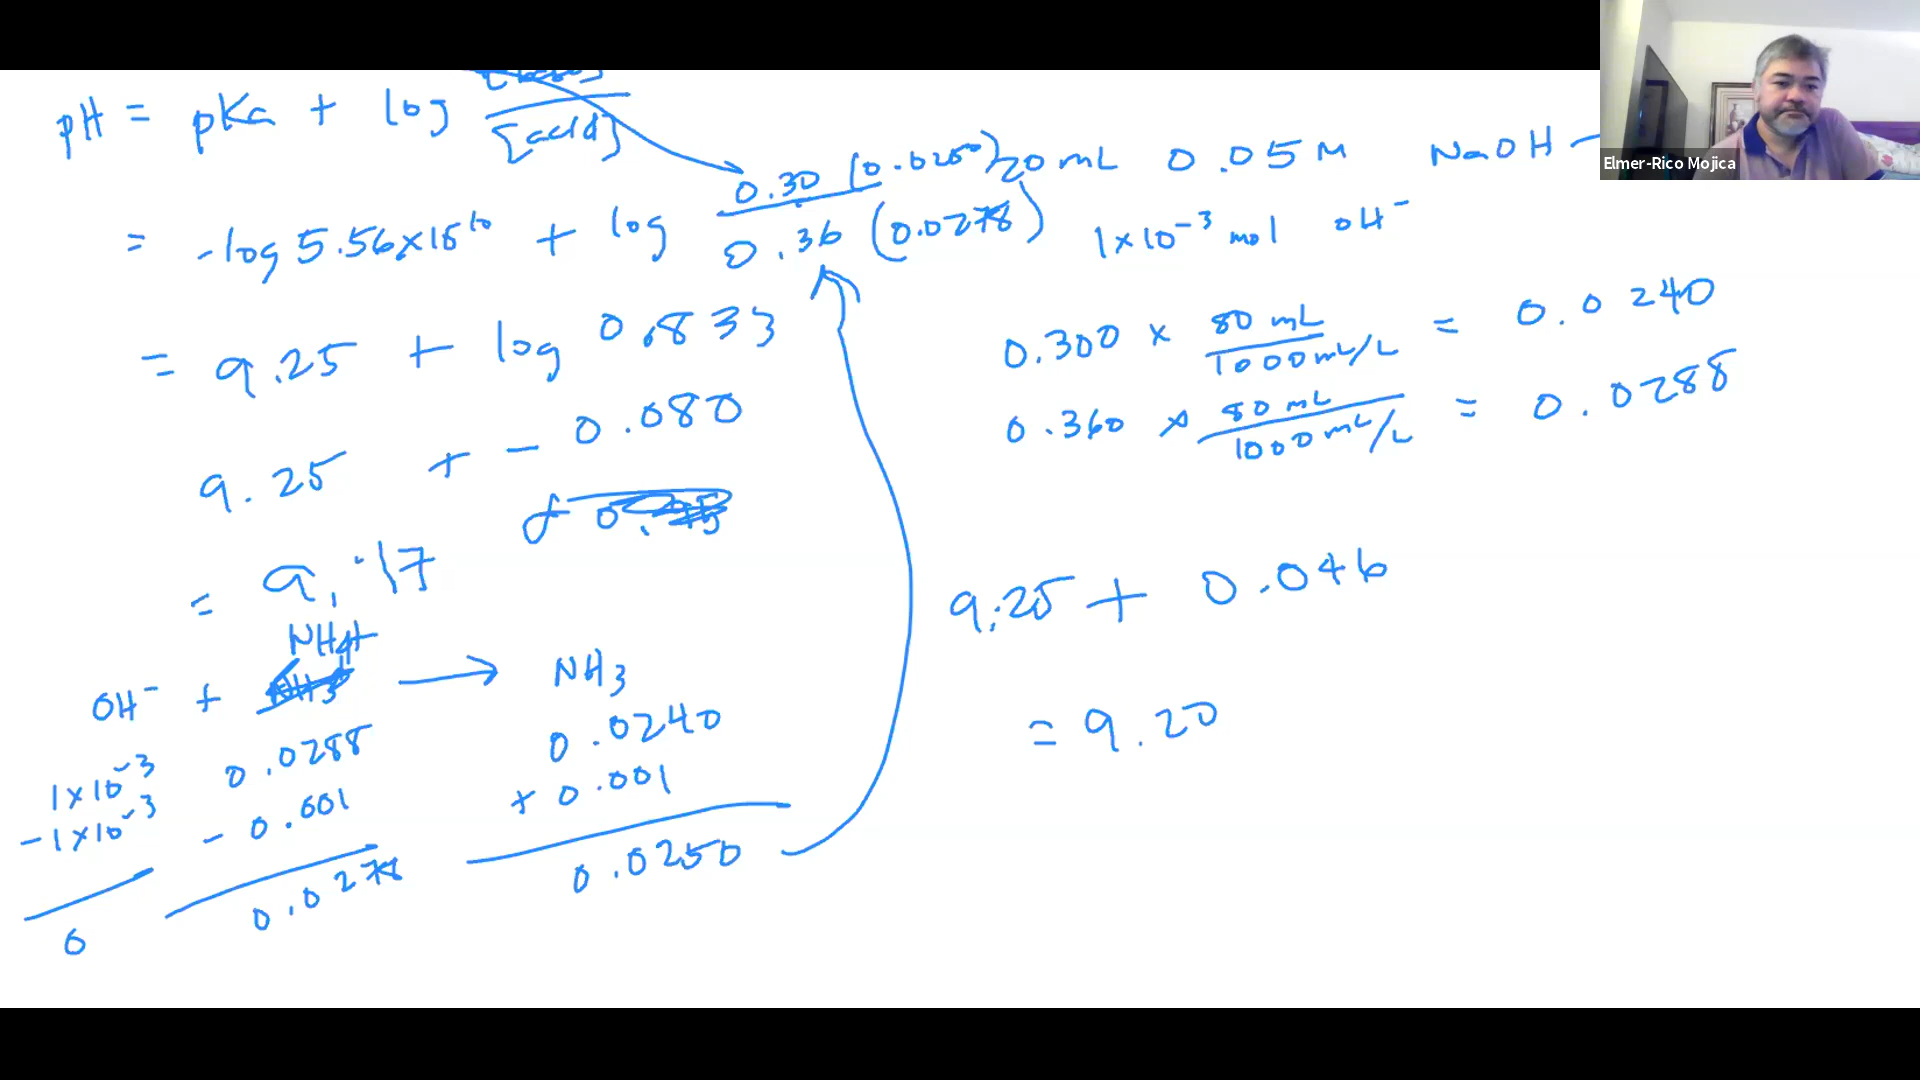 pH = pKa + log [base]/[acid]
= -log 5.56x10^10 + log 0.30 (0.0250)/0.36 (0.0278)
= 9.25 + log 0.833
9.25 + - 0.080
= 9.17
OH⁻ + NH4+ → NH3
1x10^-3 0.0288 0.0240
-1x10^-3 - 0.001 + 0.001
0 0.0278 0.0250
20 mL 0.05 M NaOH -
1x10^-3 mol OH⁻
0.300 x 80 mL/1000 mL/L = 0.0240
0.360 x 80 mL/1000 mL/L = 0.0288
9.25 + 0.046
= 9.20
Elmer-Rico Mojica